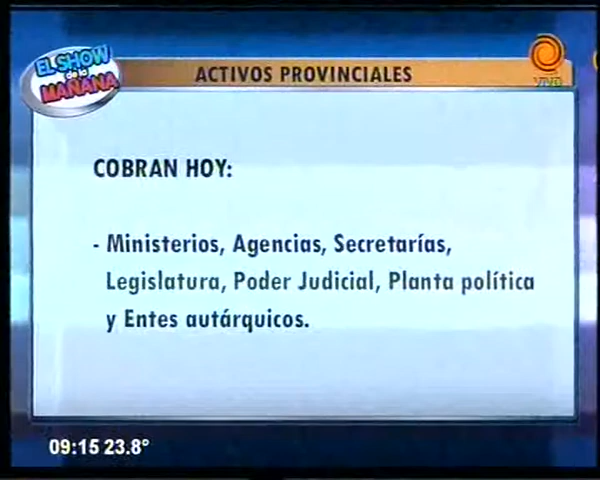 EL SHOW
de la
MAÑANA
ACTIVOS PROVINCIALES
VIVO
COBRAN HOY:
- Ministerios, Agencias, Secretarías,
Legislatura, Poder Judicial, Planta política
y Entes autárquicos.
09:15 23.8°